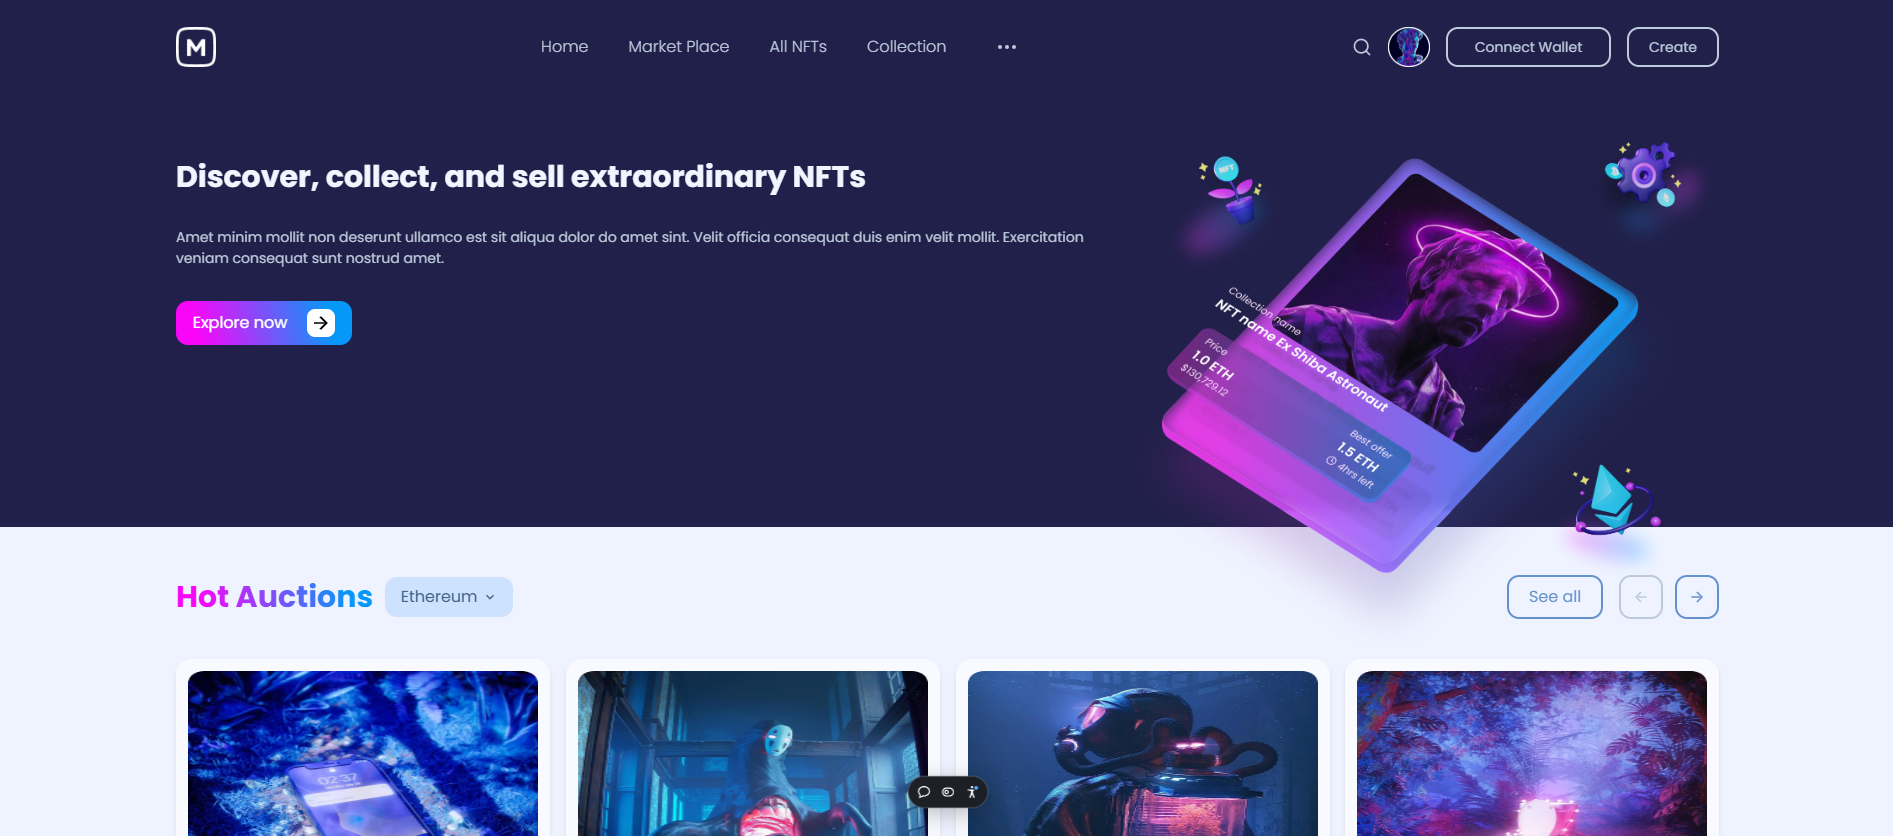 M
Home
Market Place
All NFTs
Collection
Connect Wallet
Create
Discover, collect, and sell extraordinary NFTs
Amet minim mollit non deserunt ullamco est sit aliqua dolor do amet sint. Velit officia consequat duis enim velit mollit. Exercitation
veniam consequat sunt nostrud amet.
Explore now
NFT
Collection name
NFT name Ex Shiba Astronaut
Price
1.0 ETH
$130,729.12
Best offer
1.5 ETH
4hrs left
Hot Auctions
Ethereum
See all
02:37